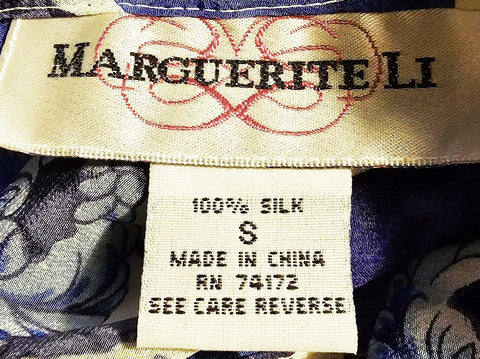 MARGUERITE LI
100% SILK
S
MADE IN CHINA
RN 74172
SEE CARE REVERSE